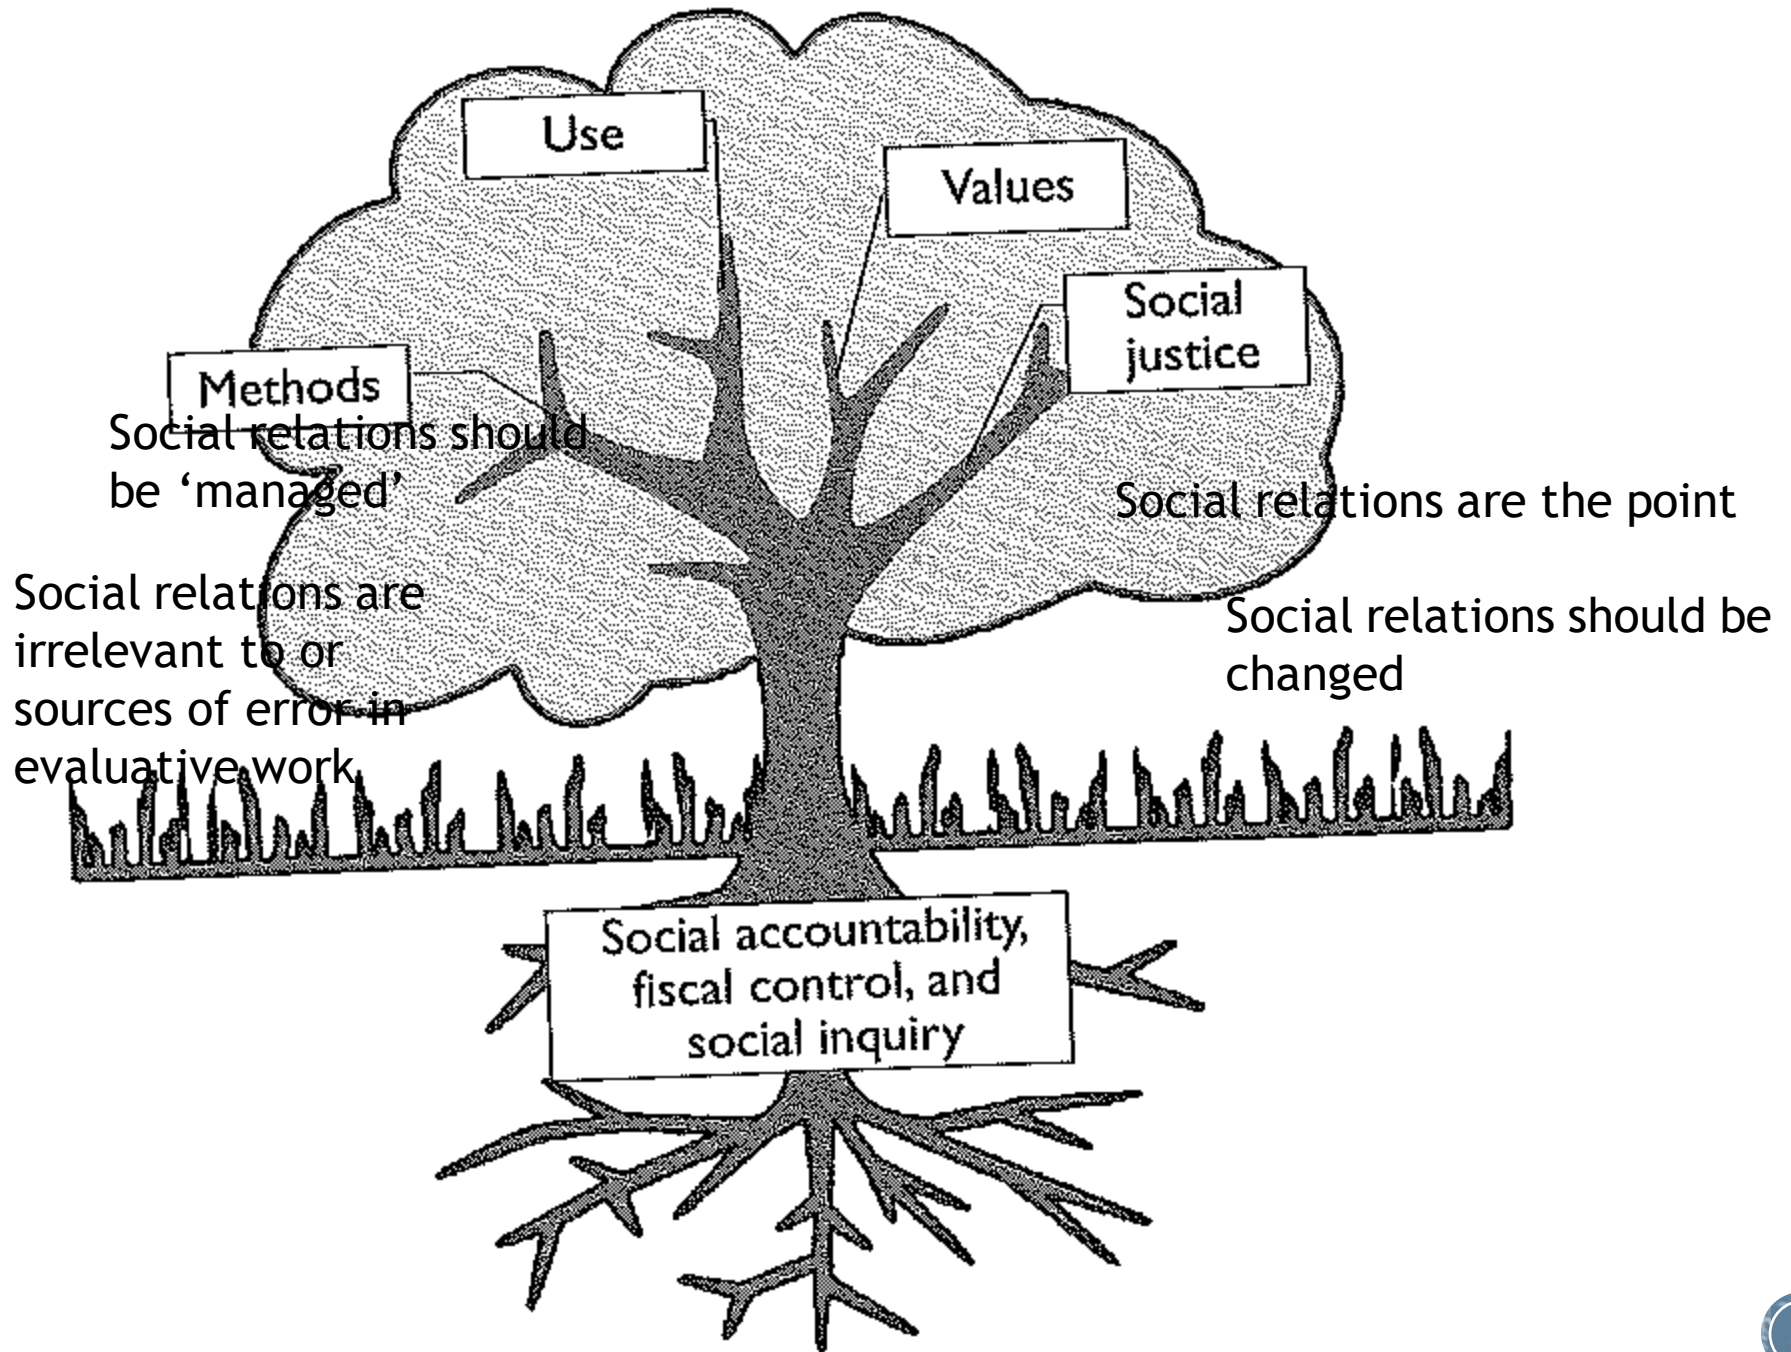 Use
Values
Social
justice
Methods
Social relations should
be ‘managed’
Social relations are the point
Social relations are
irrelevant to or
sources of error in
evaluative work
Social relations should be
changed
Social accountability,
fiscal control, and
social inquiry